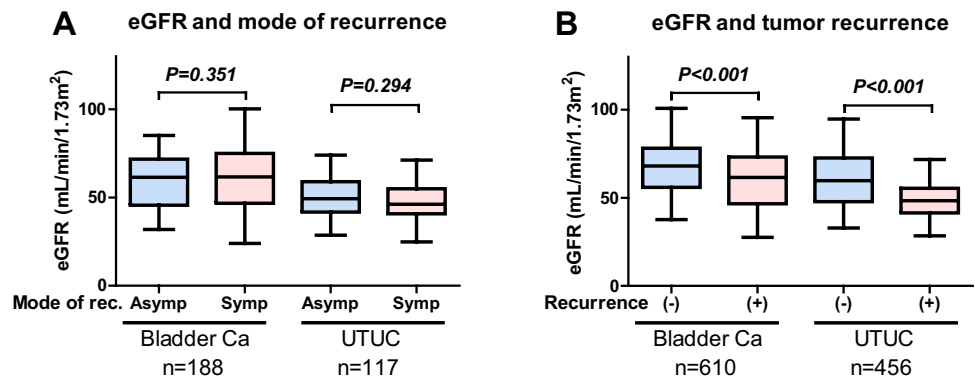 A eGFR and mode of recurrence
eGFR (mL/min/1.73m²)
100
50
0
P=0.351
P=0.294
Mode of rec. Asymp Symp Asymp Symp
Bladder Ca UTUC
n=188 n=117
B eGFR and tumor recurrence
eGFR (mL/min/1.73m²)
100
50
0
P<0.001
P<0.001
Recurrence (-) (+) (-) (+)
Bladder Ca UTUC
n=610 n=456